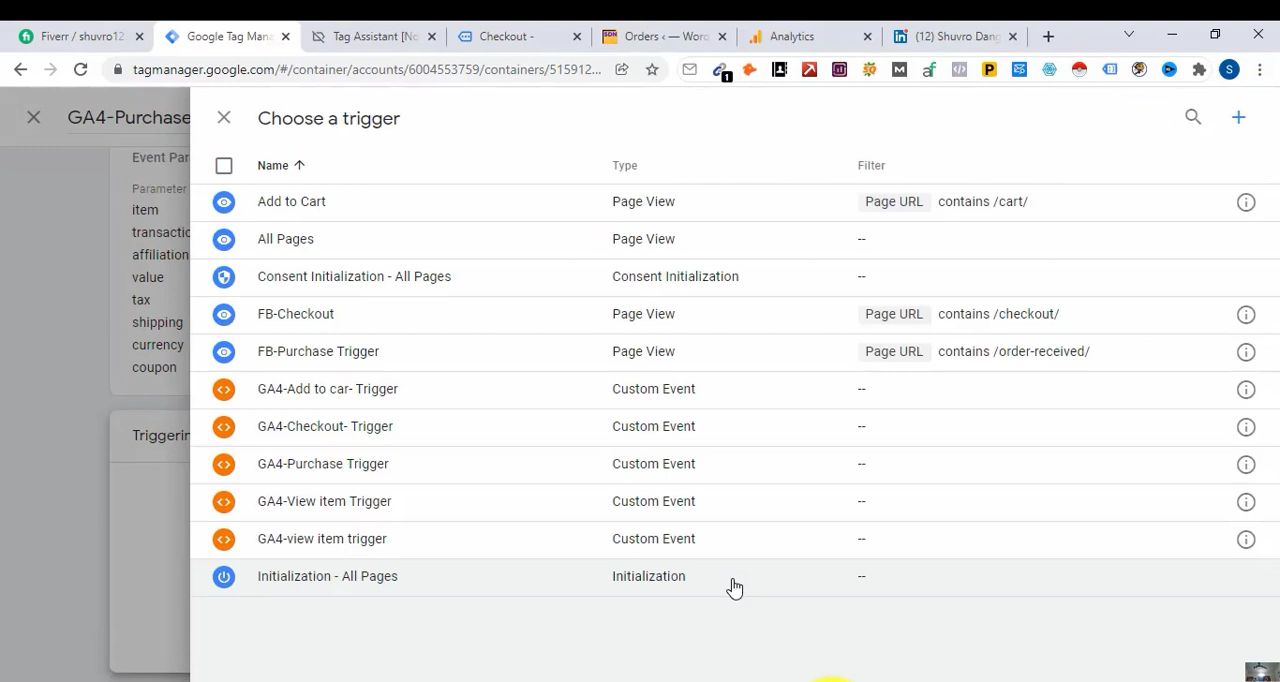 Fiverr / shuvro12
Google Tag Mana
Tag Assistant [No
Checkout -
Orders ‹ — Word
Analytics
(12) Shuvro Dang
tagmanager.google.com/#/container/accounts/6004553759/containers/515912...
1
S
GA4-Purchase
Choose a trigger
Event Par
Parameter
item
transactio
affiliation
value
tax
shipping
currency
coupon
Triggerin
Name
Type
Filter
Add to Cart
Page View
Page URL contains /cart/
All Pages
Page View
--
Consent Initialization - All Pages
Consent Initialization
--
FB-Checkout
Page View
Page URL contains /checkout/
FB-Purchase Trigger
Page View
Page URL contains /order-received/
GA4-Add to car- Trigger
Custom Event
--
GA4-Checkout- Trigger
Custom Event
--
GA4-Purchase Trigger
Custom Event
--
GA4-View item Trigger
Custom Event
--
GA4-view item trigger
Custom Event
--
Initialization - All Pages
Initialization
--